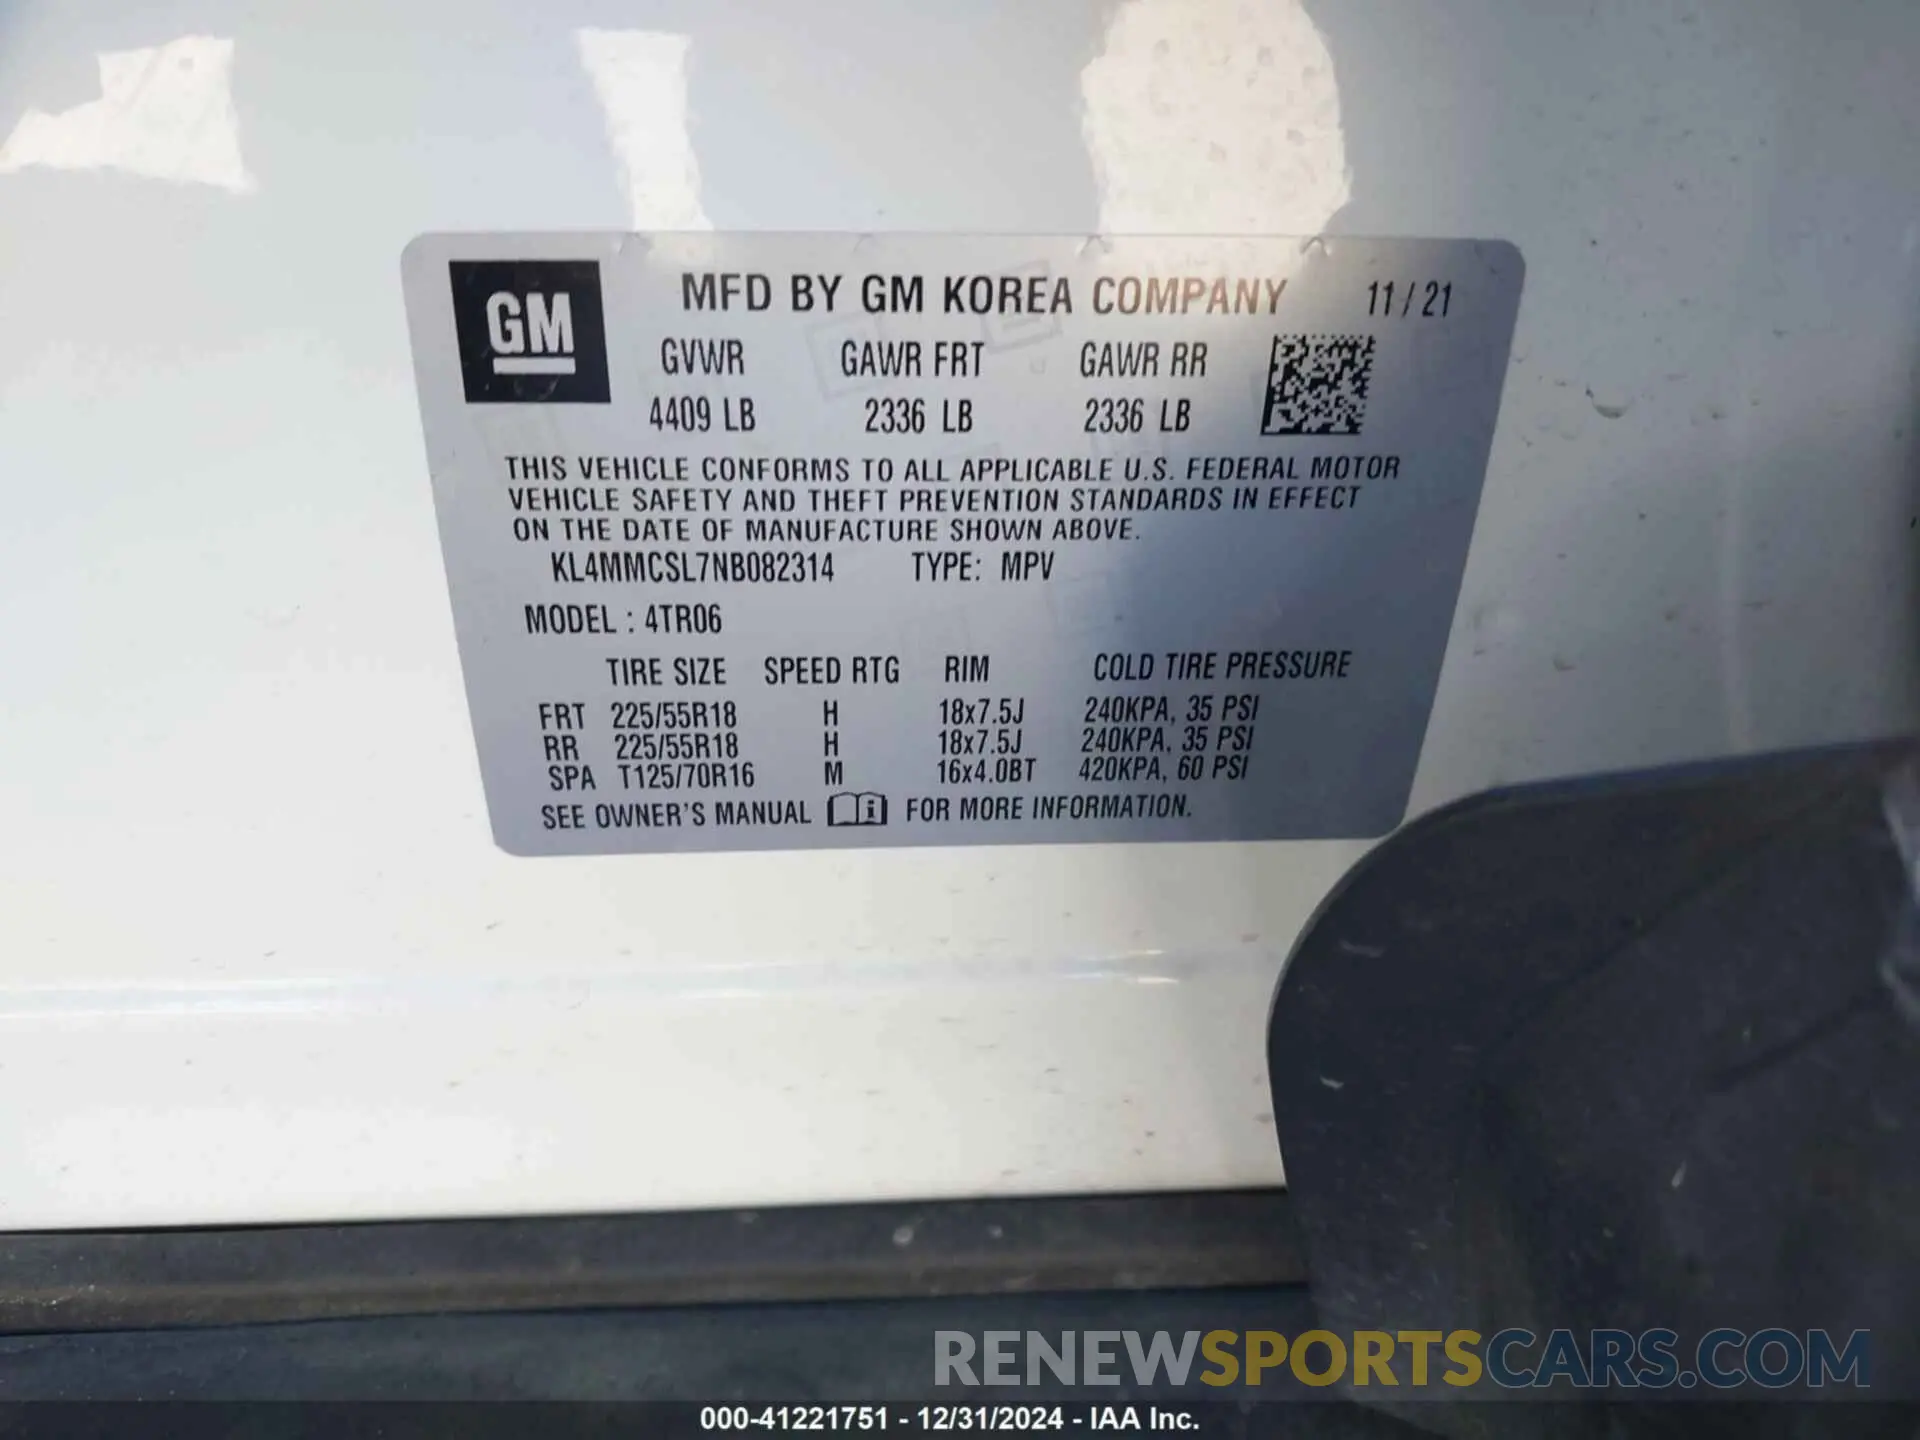 GM
MFD BY GM KOREA COMPANY 11 / 21
GVWR GAWR FRT GAWR RR
4409 LB 2336 LB 2336 LB
THIS VEHICLE CONFORMS TO ALL APPLICABLE U.S. FEDERAL MOTOR
VEHICLE SAFETY AND THEFT PREVENTION STANDARDS IN EFFECT
ON THE DATE OF MANUFACTURE SHOWN ABOVE.
KL4MMCSL7NB082314 TYPE: MPV
MODEL : 4TR06
TIRE SIZE SPEED RTG RIM COLD TIRE PRESSURE
FRT 225/55R18 H 18x7.5J 240KPA, 35 PSI
RR 225/55R18 H 18x7.5J 240KPA, 35 PSI
SPA T125/70R16 M 16x4.0BT 420KPA, 60 PSI
SEE OWNER'S MANUAL i FOR MORE INFORMATION.
RENEWSPORTSCARS.COM
000-41221751 - 12/31/2024 - IAA Inc.